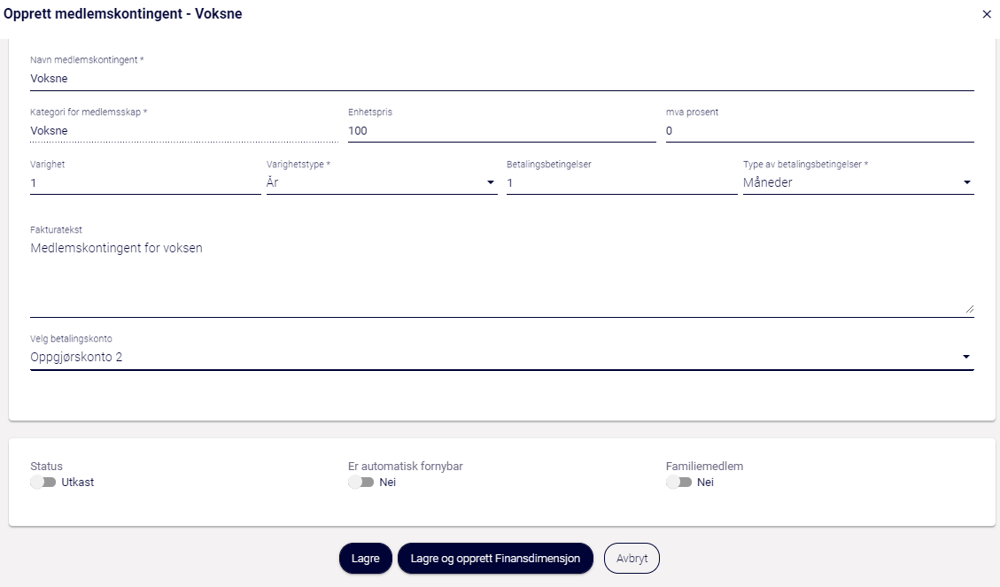 Opprett medlemskontingent - Voksne
Navn medlemskontingent *
Voksne
Kategori for medlemsskap * Enhetspris mva prosent
Voksne 100 0
Varighet Varighetstype * Betalingsbetingelser Type av betalingsbetingelser *
1 År 1 Måneder
Fakturatekst
Medlemskontingent for voksen
Velg betalingskonto
Oppgjørskonto 2
Status Er automatisk fornybar Familiemedlem
Utkast Nei Nei
Lagre Lagre og opprett Finansdimensjon Avbryt